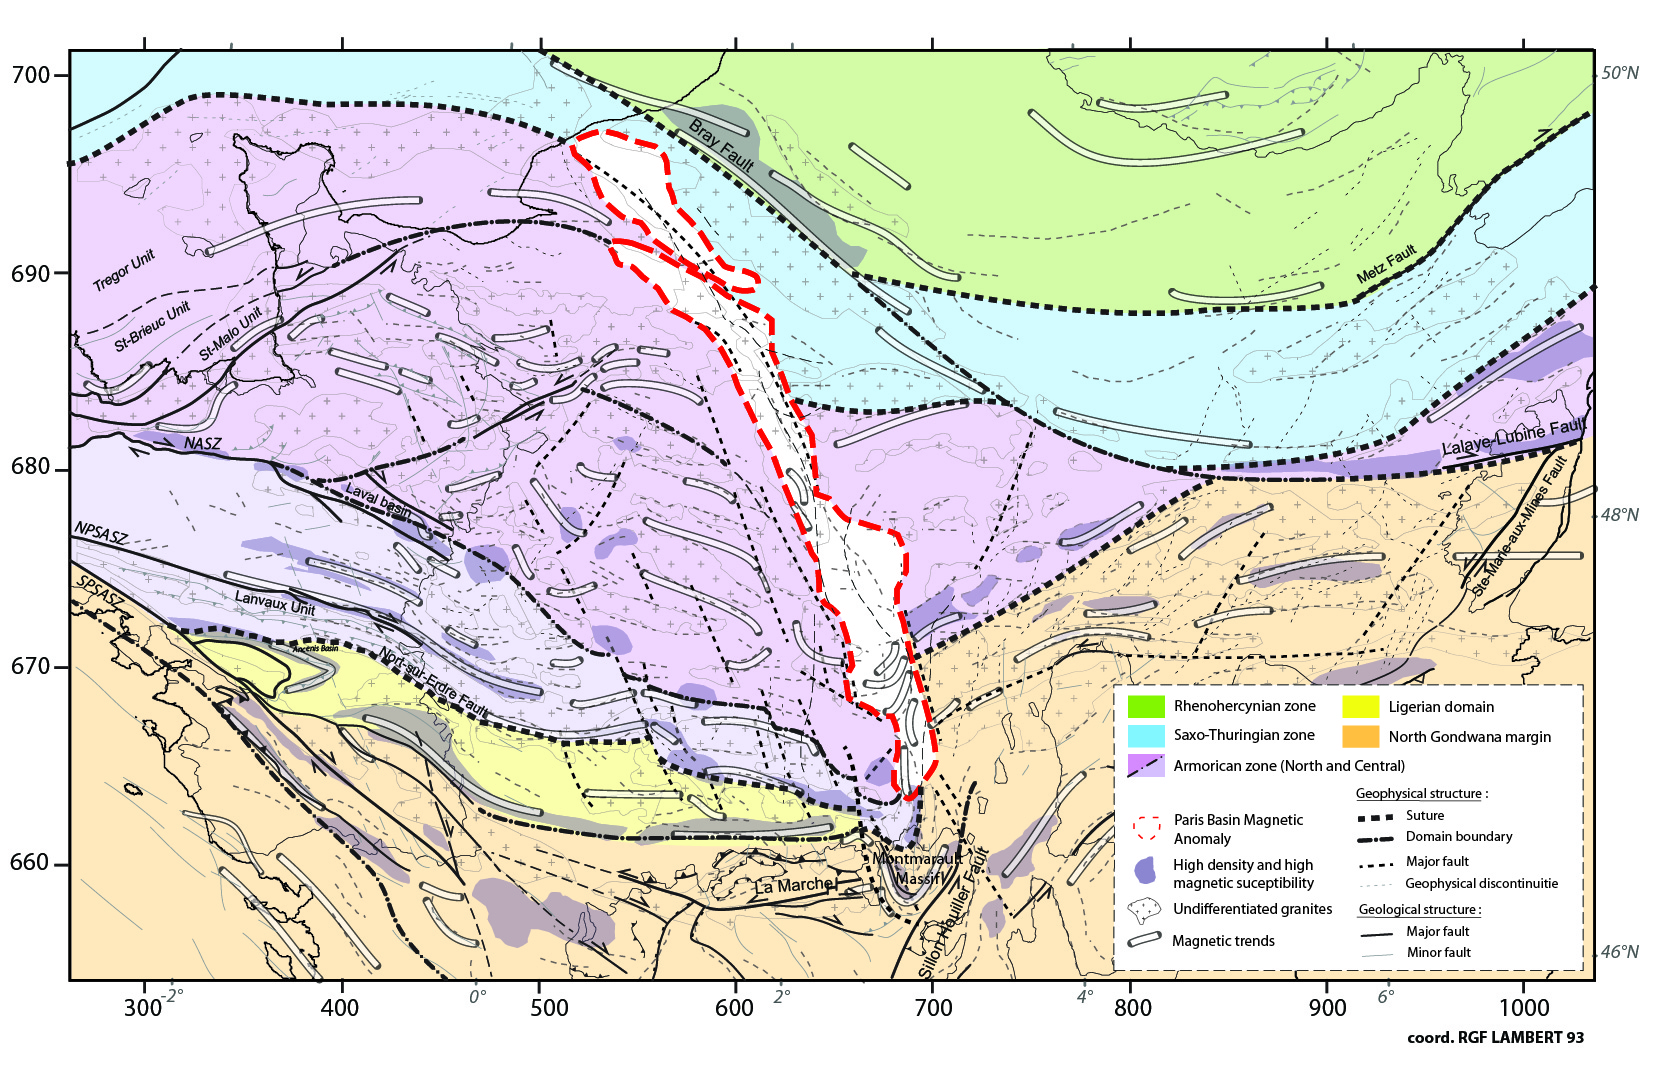 700
690
680
670
660
50°N
48°N
46°N
Bray Fault
Metz Fault
Tregor Unit
St-Brieuc Unit
St-Malo Unit
NASZ
Laval basin
Lalaye-Lubine Fault
Ste-Marie-aux-Mines Fault
NPSASZ
SPSASZ
Lanvaux Unit
Ancenis Basin
Nort-sur-Erdre Fault
Montmarault
Massif
La Marche
Sillon Houiller Fault
Rhenohercynian zone
Saxo-Thuringian zone
Armorican zone (North and Central)
Ligerian domain
North Gondwana margin
Paris Basin Magnetic
Anomaly
High density and high
magnetic suceptibility
Undifferentiated granites
Magnetic trends
Geophysical structure :
Suture
Domain boundary
Major fault
Geophysical discontinuitie
Geological structure :
Major fault
Minor fault
-2°
0°
2°
4°
6°
300
400
500
600
700
800
900
1000
coord. RGF LAMBERT 93